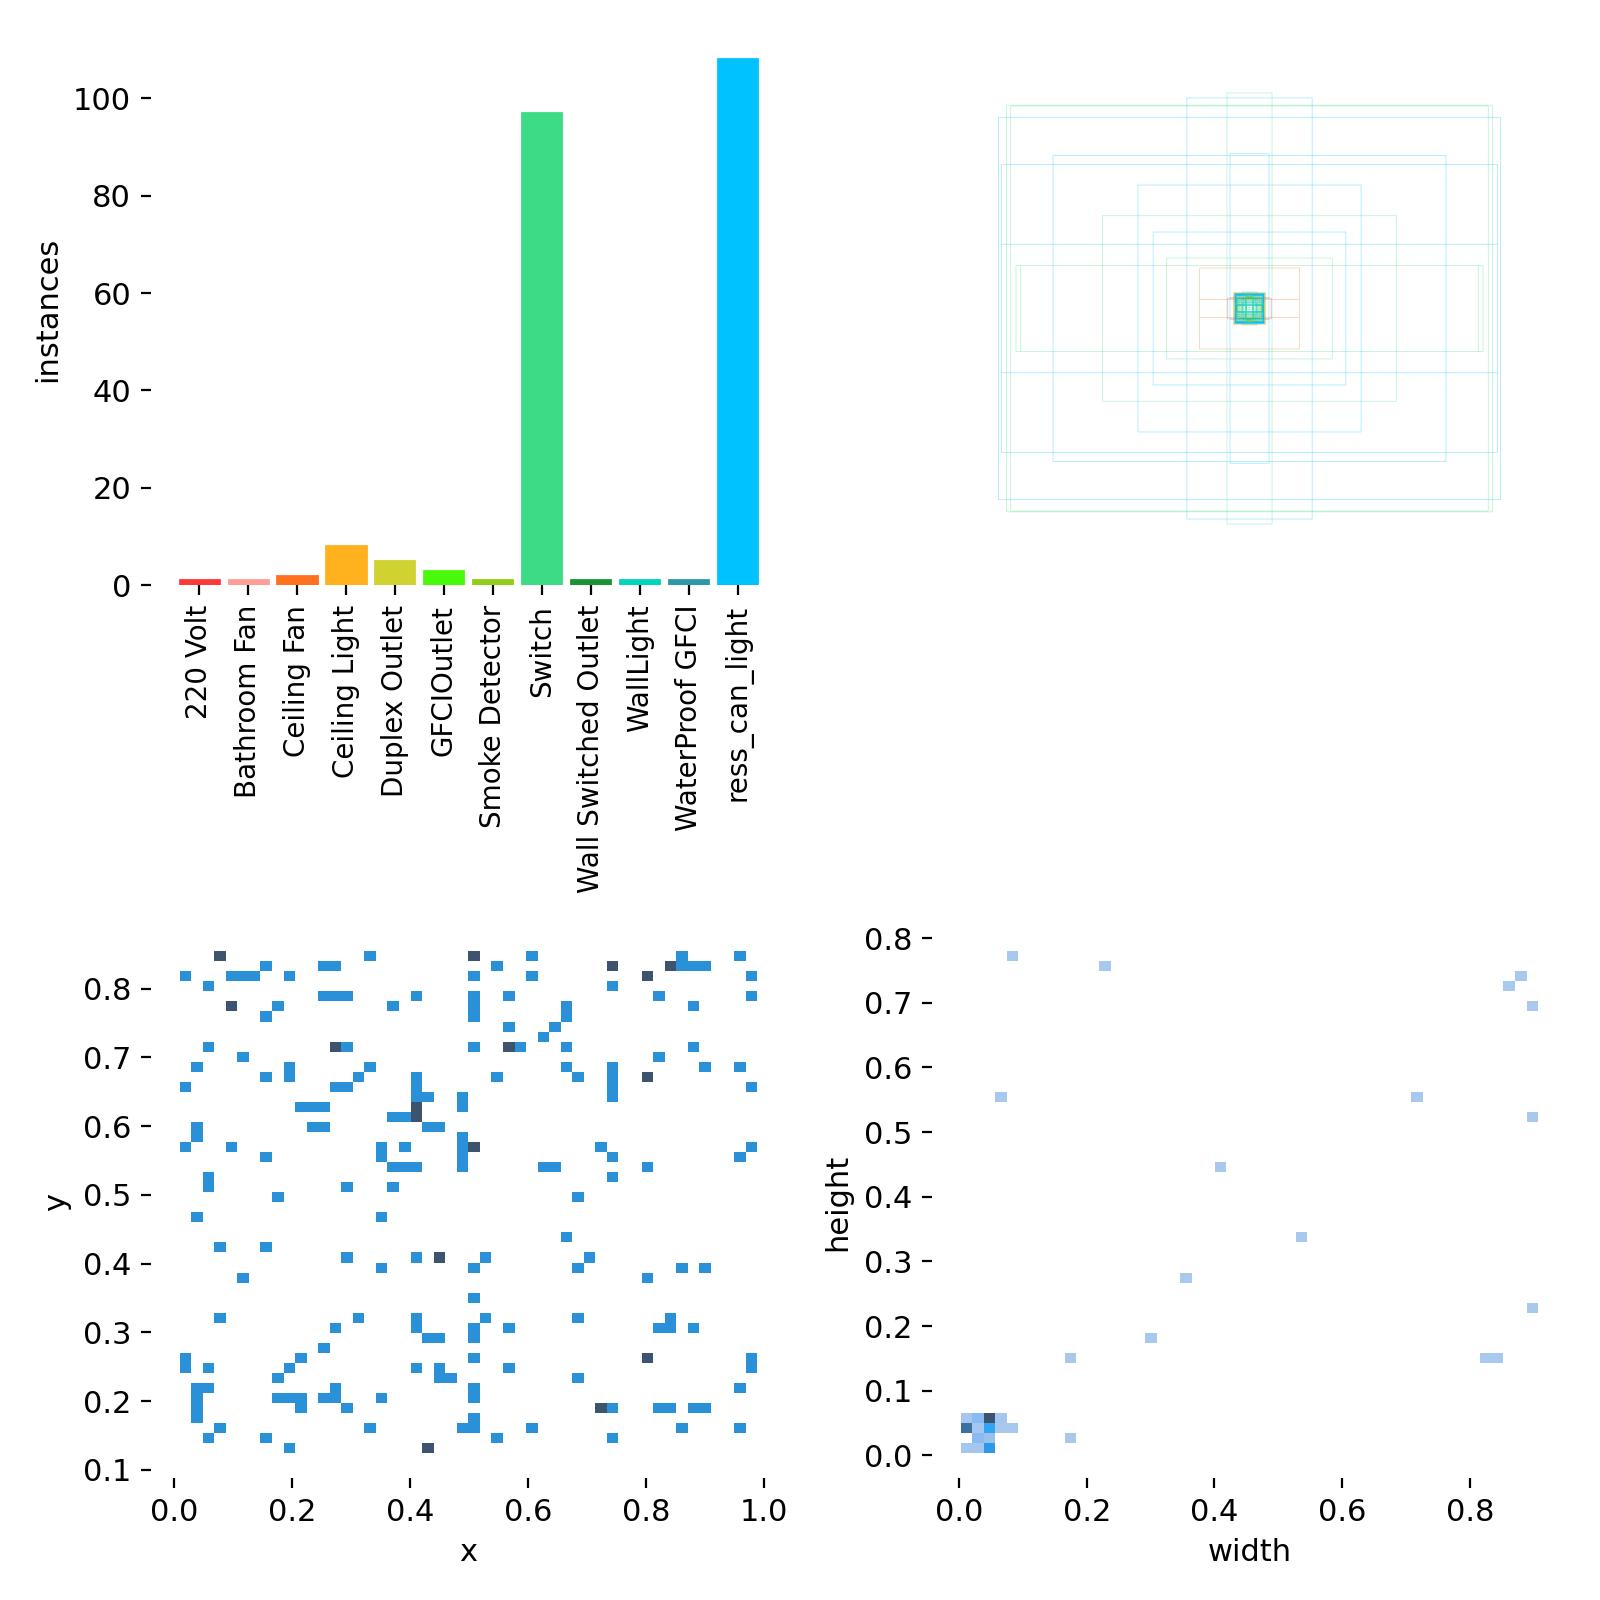 instances
100
80
60
40
20
0
220 Volt
Bathroom Fan
Ceiling Fan
Ceiling Light
Duplex Outlet
GFCIOutlet
Smoke Detector
Switch
Wall Switched Outlet
WallLight
WaterProof GFCI
ress_can_light
y
0.8
0.7
0.6
0.5
0.4
0.3
0.2
0.1
0.0 0.2 0.4 0.6 0.8 1.0
x
height
0.8
0.7
0.6
0.5
0.4
0.3
0.2
0.1
0.0
0.0 0.2 0.4 0.6 0.8
width